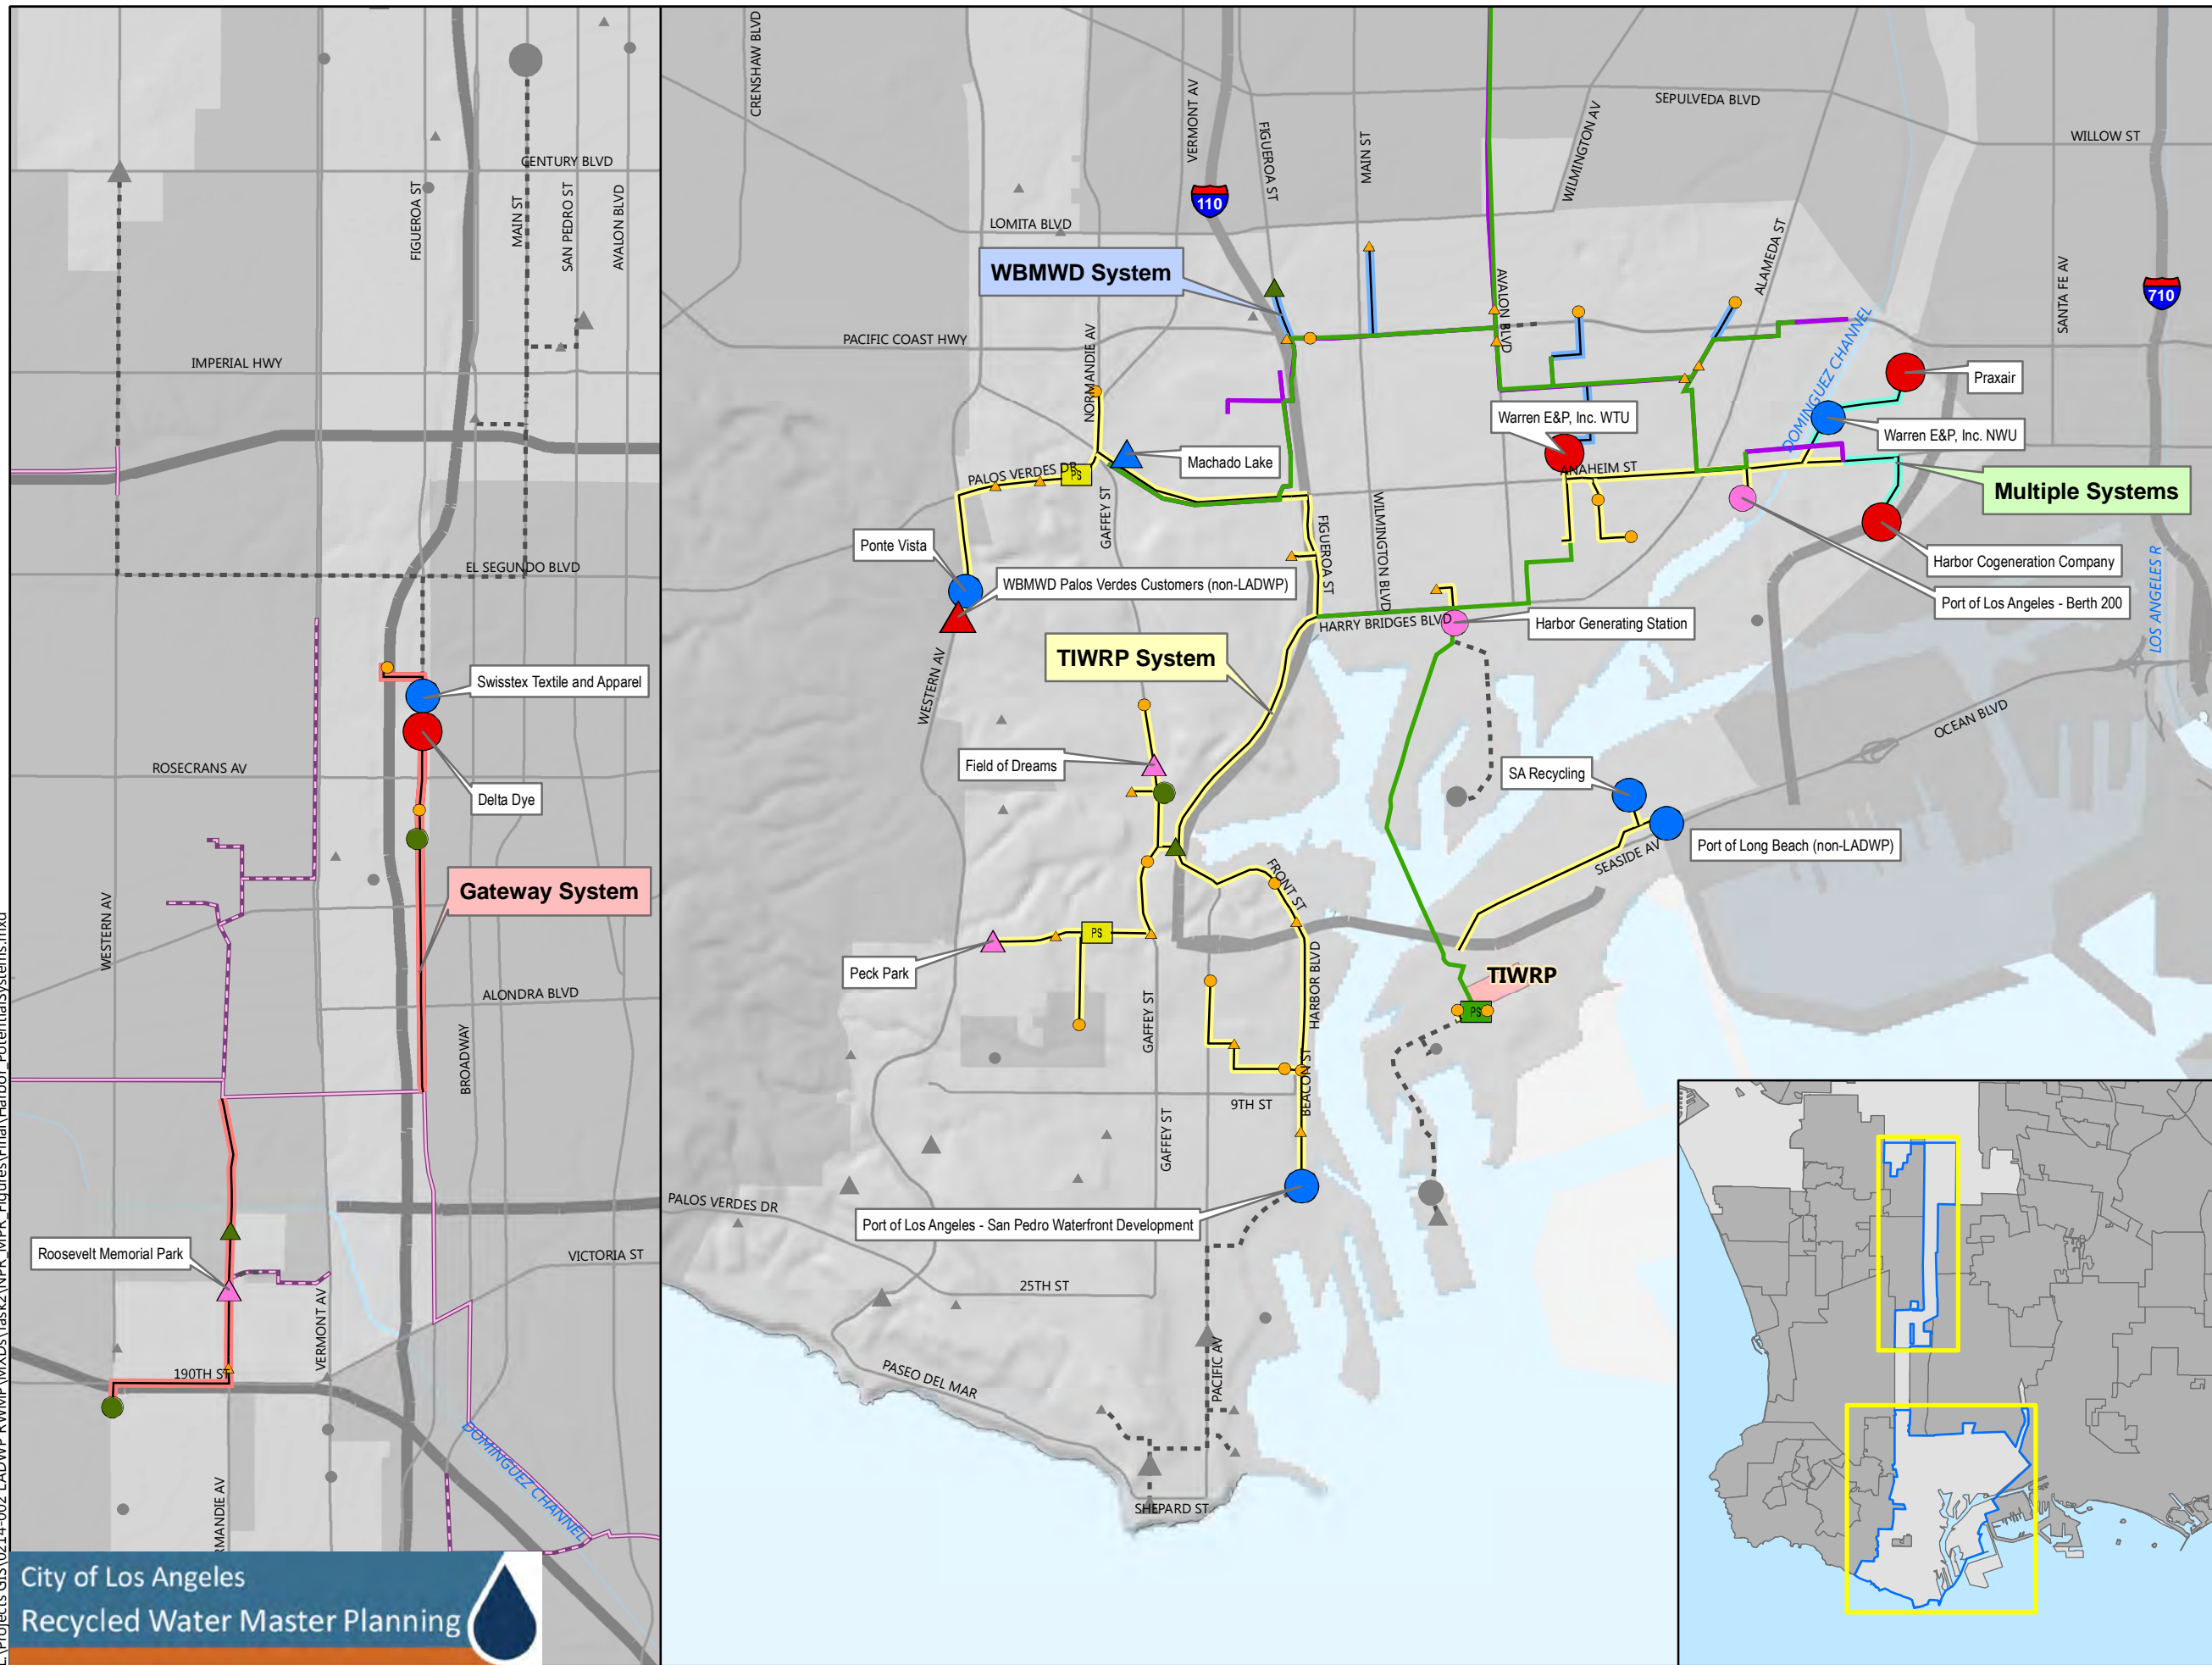 CENTURY BLVD
FIGUEROA ST
MAIN ST
SAN PEDRO ST
AVALON BLVD
IMPERIAL HWY
EL SEGUNDO BLVD
Swisstex Textile and Apparel
ROSECRANS AV
Delta Dye
Gateway System
WESTERN AV
ALONDRA BLVD
BROADWAY
Roosevelt Memorial Park
VICTORIA ST
VERMONT AV
190TH ST
DOMINGUEZ CHANNEL
RMANDIE AV
City of Los Angeles
Recycled Water Master Planning
CRENSHAW BLVD
VERMONT AV
FIGUEROA ST
MAIN ST
WILMINGTON AV
SEPULVEDA BLVD
WILLOW ST
110
LOMITA BLVD
WBMWD System
AVALON BLVD
ALAMEDA ST
SANTA FE AV
710
PACIFIC COAST HWY
NORMANDIE AV
DOMINGUEZ CHANNEL
Praxair
Warren E&P, Inc. WTU
Warren E&P, Inc. NWU
Machado Lake
PALOS VERDES DR
PS
ANAHEIM ST
Multiple Systems
GAFFEY ST
FIGUEROA ST
WILMINGTON BLVD
Ponte Vista
WBMWD Palos Verdes Customers (non-LADWP)
Harbor Cogeneration Company
Port of Los Angeles - Berth 200
LOS ANGELES R
HARRY BRIDGES BLVD
Harbor Generating Station
TIWRP System
WESTERN AV
OCEAN BLVD
Field of Dreams
SA Recycling
Port of Long Beach (non-LADWP)
SEASIDE AV
FRONT ST
PS
Peck Park
HARBOR BLVD
TIWRP
PS
GAFFEY ST
BEACON ST
9TH ST
GAFFEY ST
PALOS VERDES DR
Port of Los Angeles - San Pedro Waterfront Development
25TH ST
PACIFIC AV
PASEO DEL MAR
SHEPARD ST